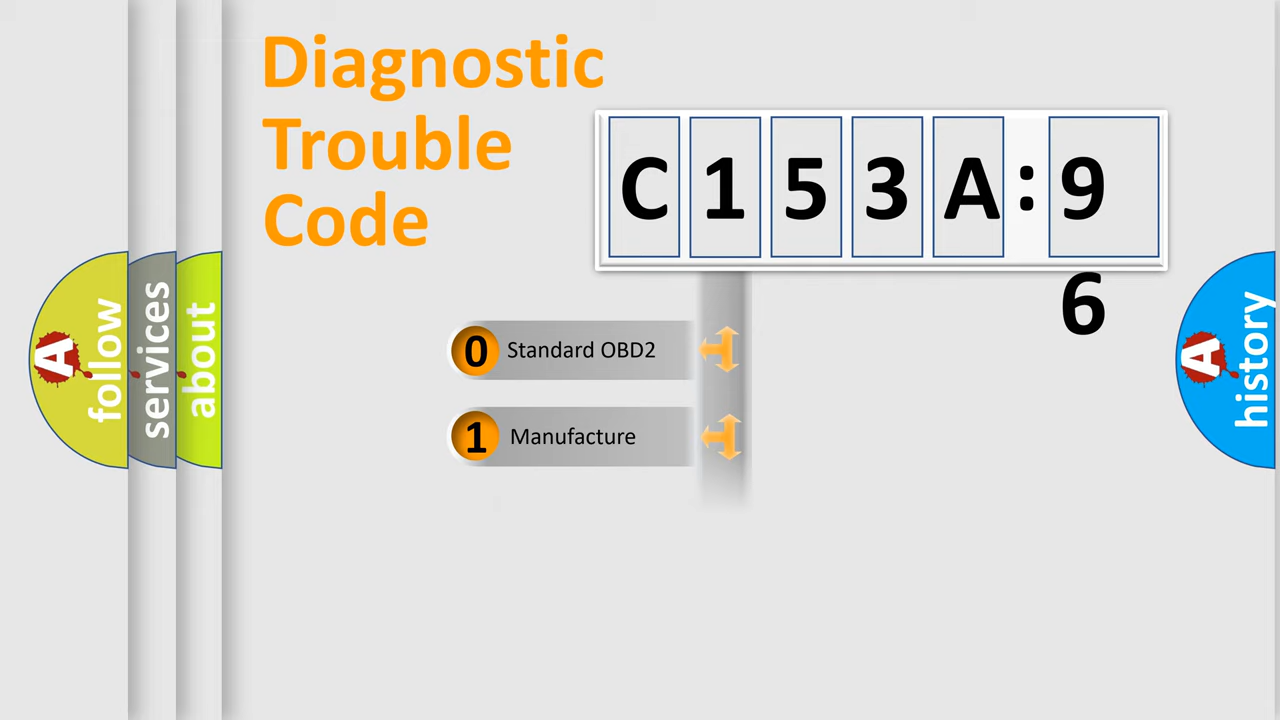 Diagnostic
Trouble
Code
C 1 5 3 A : 9
6
0 Standard OBD2
1 Manufacture
A follow
services
about
A history